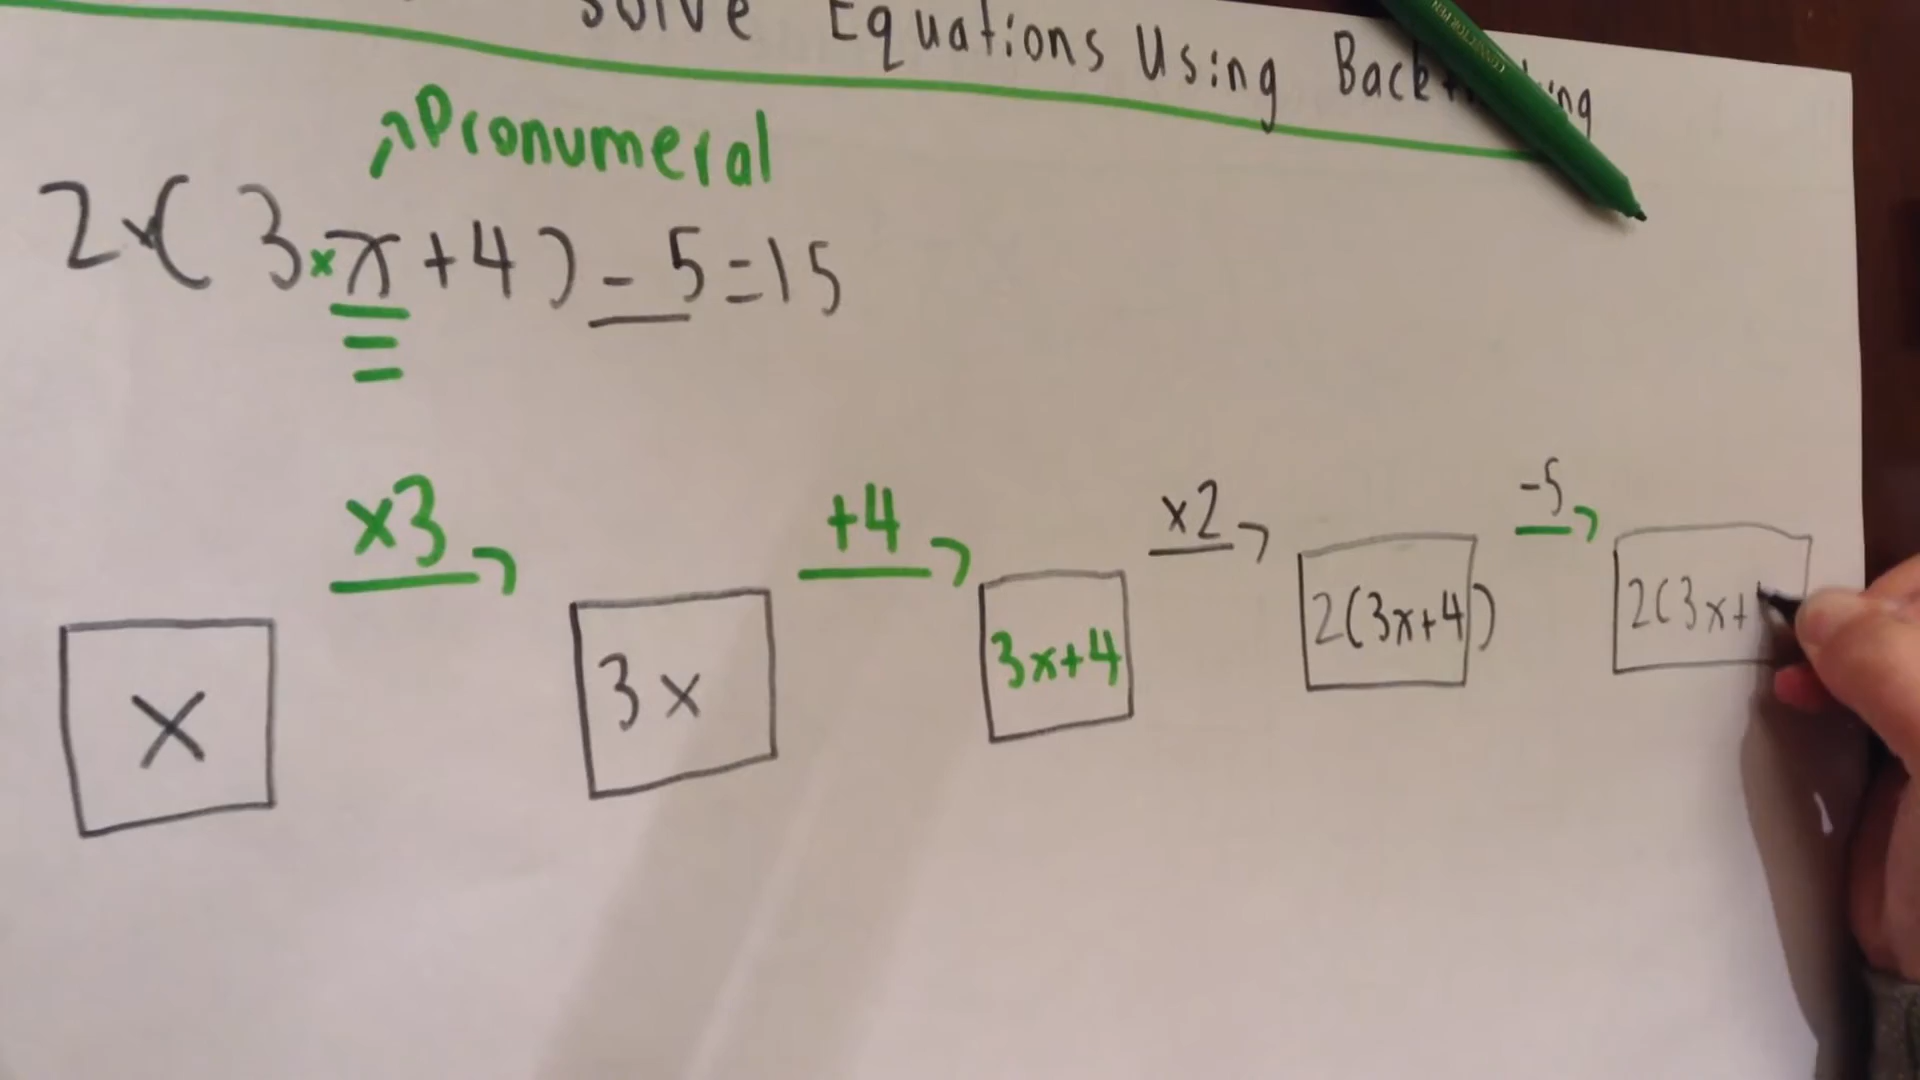 Solve Equations Using
Pronumeral
2×(3×x+4)-5=15
×3 +4 ×2 -5
x 3x 3x+4 2(3x+4) 2(3x+